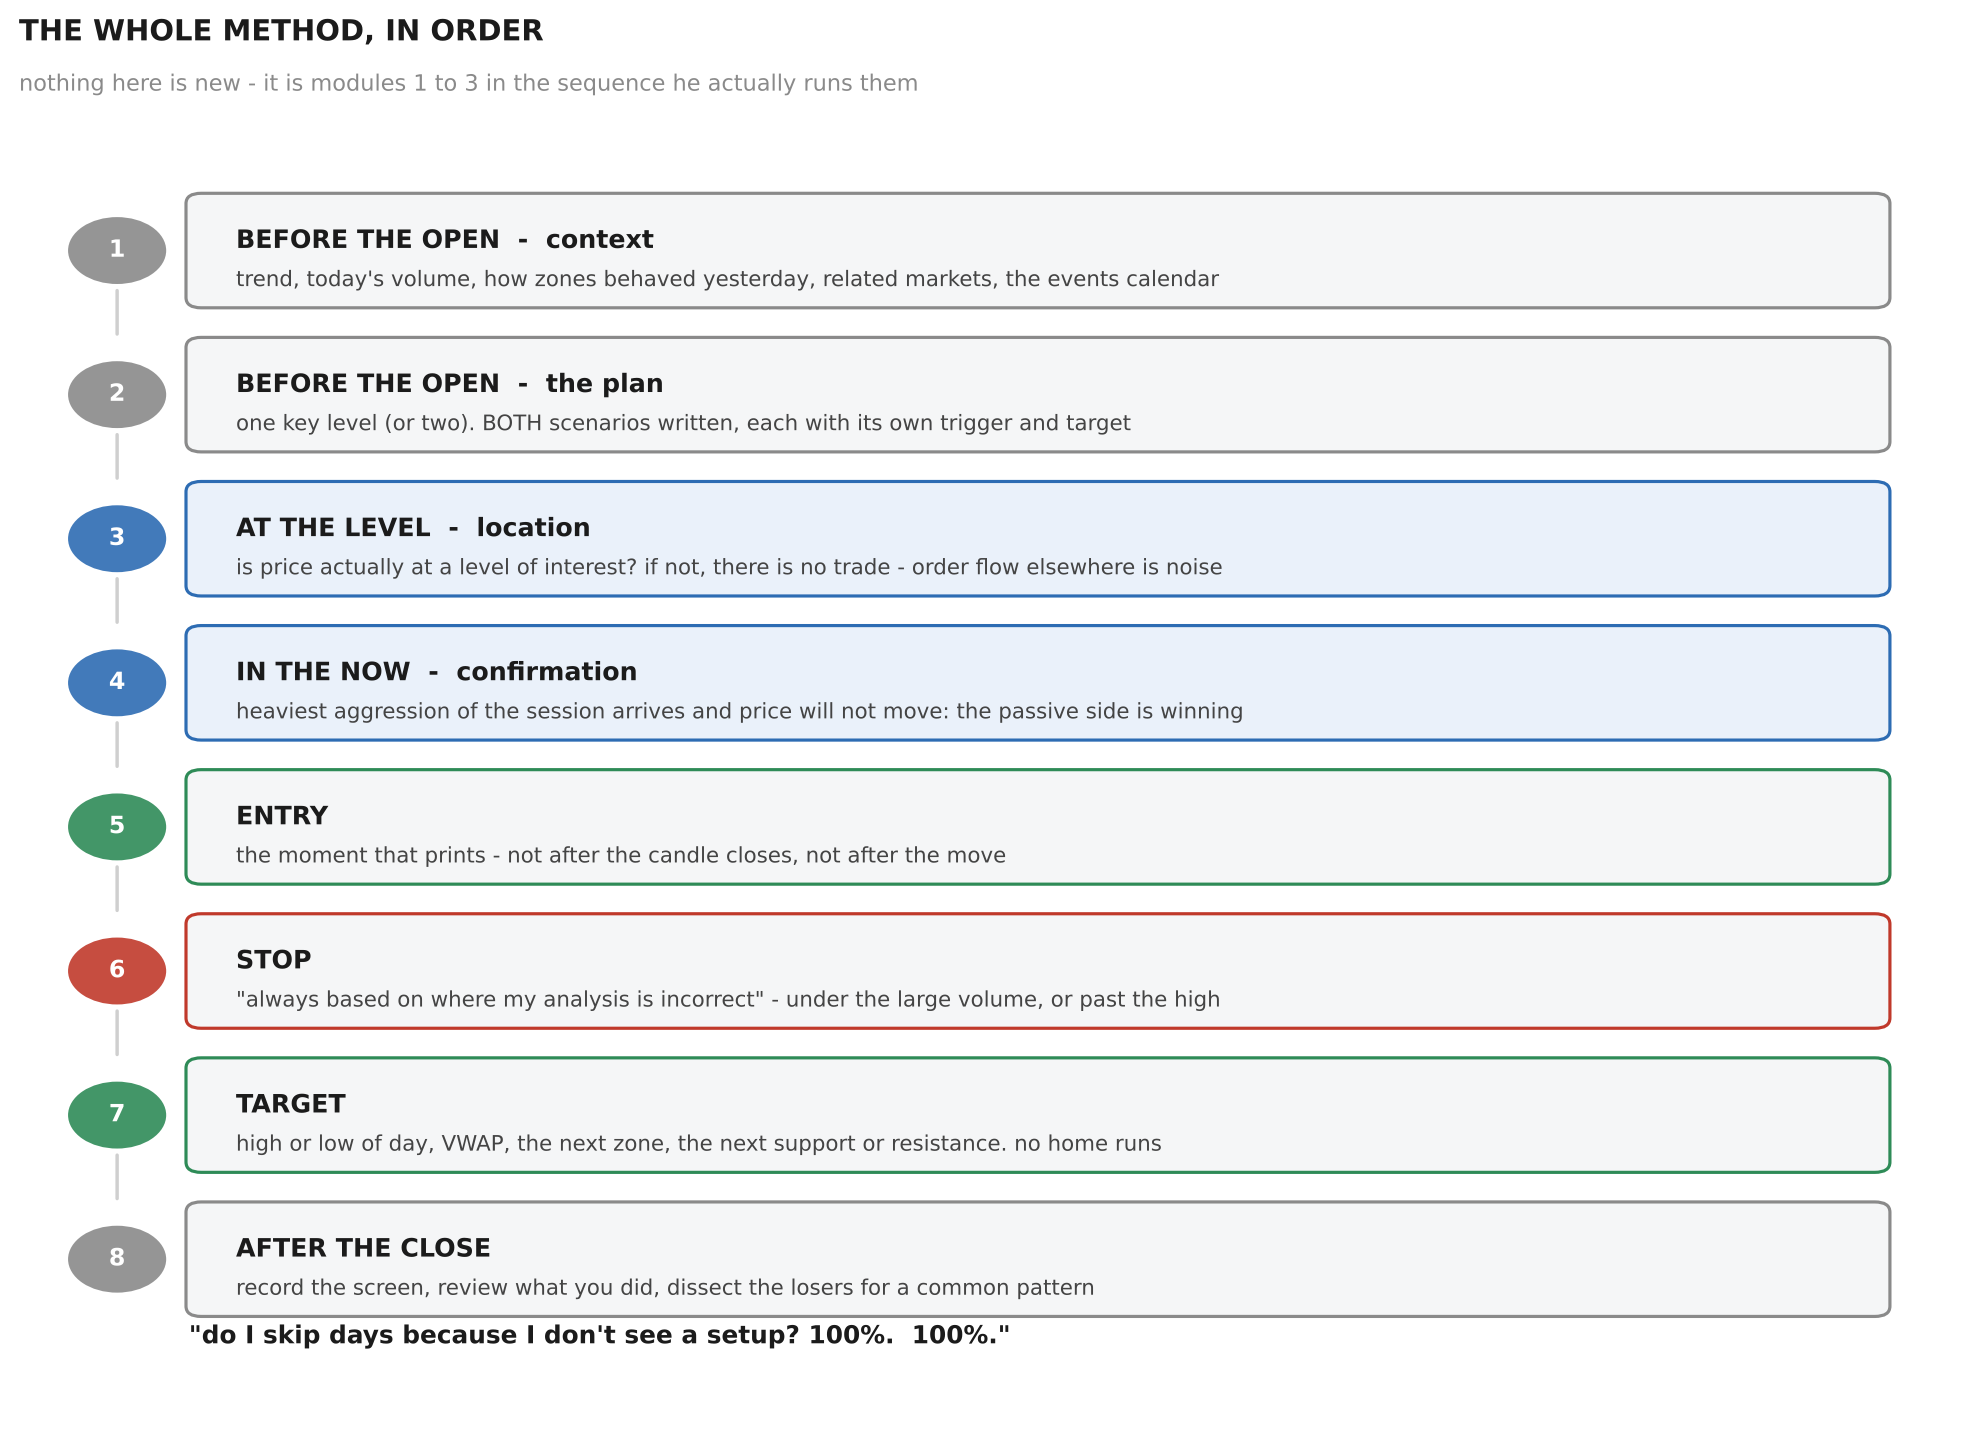 THE WHOLE METHOD, IN ORDER
nothing here is new - it is modules 1 to 3 in the sequence he actually runs them
1
BEFORE THE OPEN - context
trend, today's volume, how zones behaved yesterday, related markets, the events calendar
2
BEFORE THE OPEN - the plan
one key level (or two). BOTH scenarios written, each with its own trigger and target
3
AT THE LEVEL - location
is price actually at a level of interest? if not, there is no trade - order flow elsewhere is noise
4
IN THE NOW - confirmation
heaviest aggression of the session arrives and price will not move: the passive side is winning
5
ENTRY
the moment that prints - not after the candle closes, not after the move
6
STOP
"always based on where my analysis is incorrect" - under the large volume, or past the high
7
TARGET
high or low of day, VWAP, the next zone, the next support or resistance. no home runs
8
AFTER THE CLOSE
record the screen, review what you did, dissect the losers for a common pattern
"do I skip days because I don't see a setup? 100%. 100%."